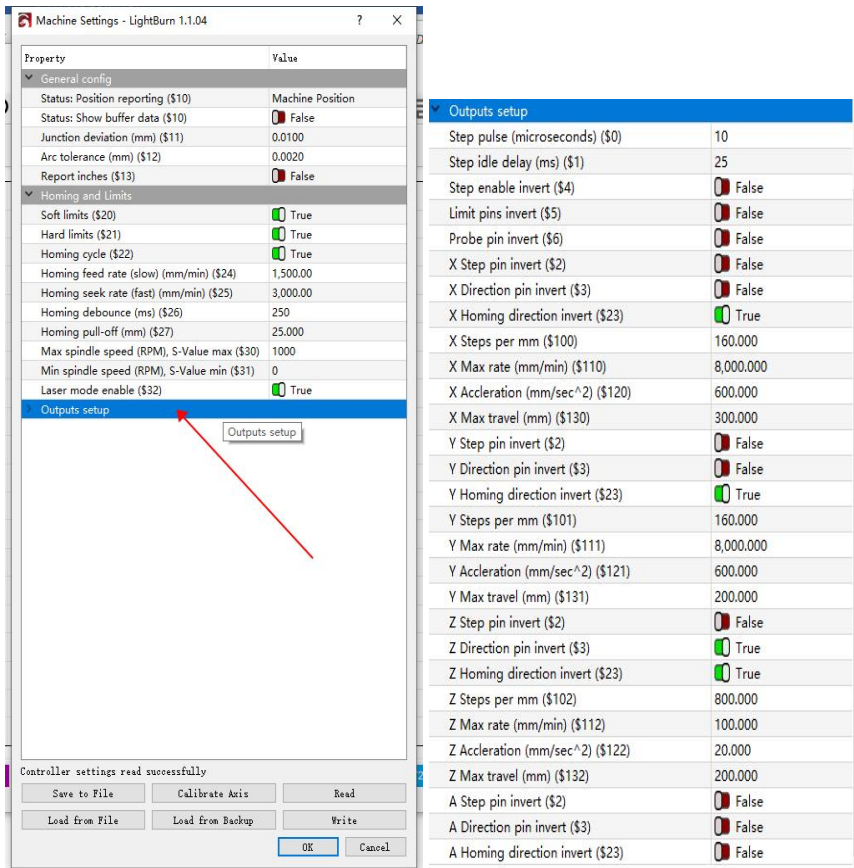 Machine Settings - LightBurn 1.1.04 ? X
Property Value
General config
Status: Position reporting ($10) Machine Position
Status: Show buffer data ($10) False
Junction deviation (mm) ($11) 0.0100
Arc tolerance (mm) ($12) 0.0020
Report inches ($13) False
Homing and Limits
Soft limits ($20) True
Hard limits ($21) True
Homing cycle ($22) True
Homing feed rate (slow) (mm/min) ($24) 1,500.00
Homing seek rate (fast) (mm/min) ($25) 3,000.00
Homing debounce (ms) ($26) 250
Homing pull-off (mm) ($27) 25.000
Max spindle speed (RPM), S-Value max ($30) 1000
Min spindle speed (RPM), S-Value min ($31) 0
Laser mode enable ($32) True
Outputs setup
Outputs setup
Controller settings read successfully
Save to File Calibrate Axis Read
Load from File Load from Backup Write
OK Cancel
Outputs setup
Step pulse (microseconds) ($0) 10
Step idle delay (ms) ($1) 25
Step enable invert ($4) False
Limit pins invert ($5) False
Probe pin invert ($6) False
X Step pin invert ($2) False
X Direction pin invert ($3) False
X Homing direction invert ($23) True
X Steps per mm ($100) 160.000
X Max rate (mm/min) ($110) 8,000.000
X Accleration (mm/sec^2) ($120) 600.000
X Max travel (mm) ($130) 300.000
Y Step pin invert ($2) False
Y Direction pin invert ($3) False
Y Homing direction invert ($23) True
Y Steps per mm ($101) 160.000
Y Max rate (mm/min) ($111) 8,000.000
Y Accleration (mm/sec^2) ($121) 600.000
Y Max travel (mm) ($131) 200.000
Z Step pin invert ($2) False
Z Direction pin invert ($3) True
Z Homing direction invert ($23) True
Z Steps per mm ($102) 800.000
Z Max rate (mm/min) ($112) 100.000
Z Accleration (mm/sec^2) ($122) 20.000
Z Max travel (mm) ($132) 200.000
A Step pin invert ($2) False
A Direction pin invert ($3) False
A Homing direction invert ($23) False